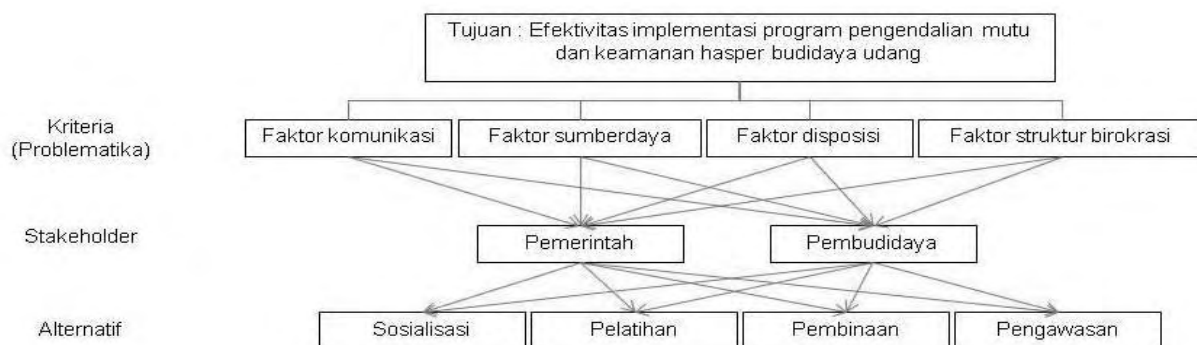 Tujuan : Efektivitas implementasi program pengendalian mutu
dan keamanan hasper budidaya udang
Kriteria
(Problematika)
Faktor komunikasi
Faktor sumberdaya
Faktor disposisi
Faktor struktur birokrasi
Stakeholder
Pemerintah
Pembudidaya
Alternatif
Sosialisasi
Pelatihan
Pembinaan
Pengawasan